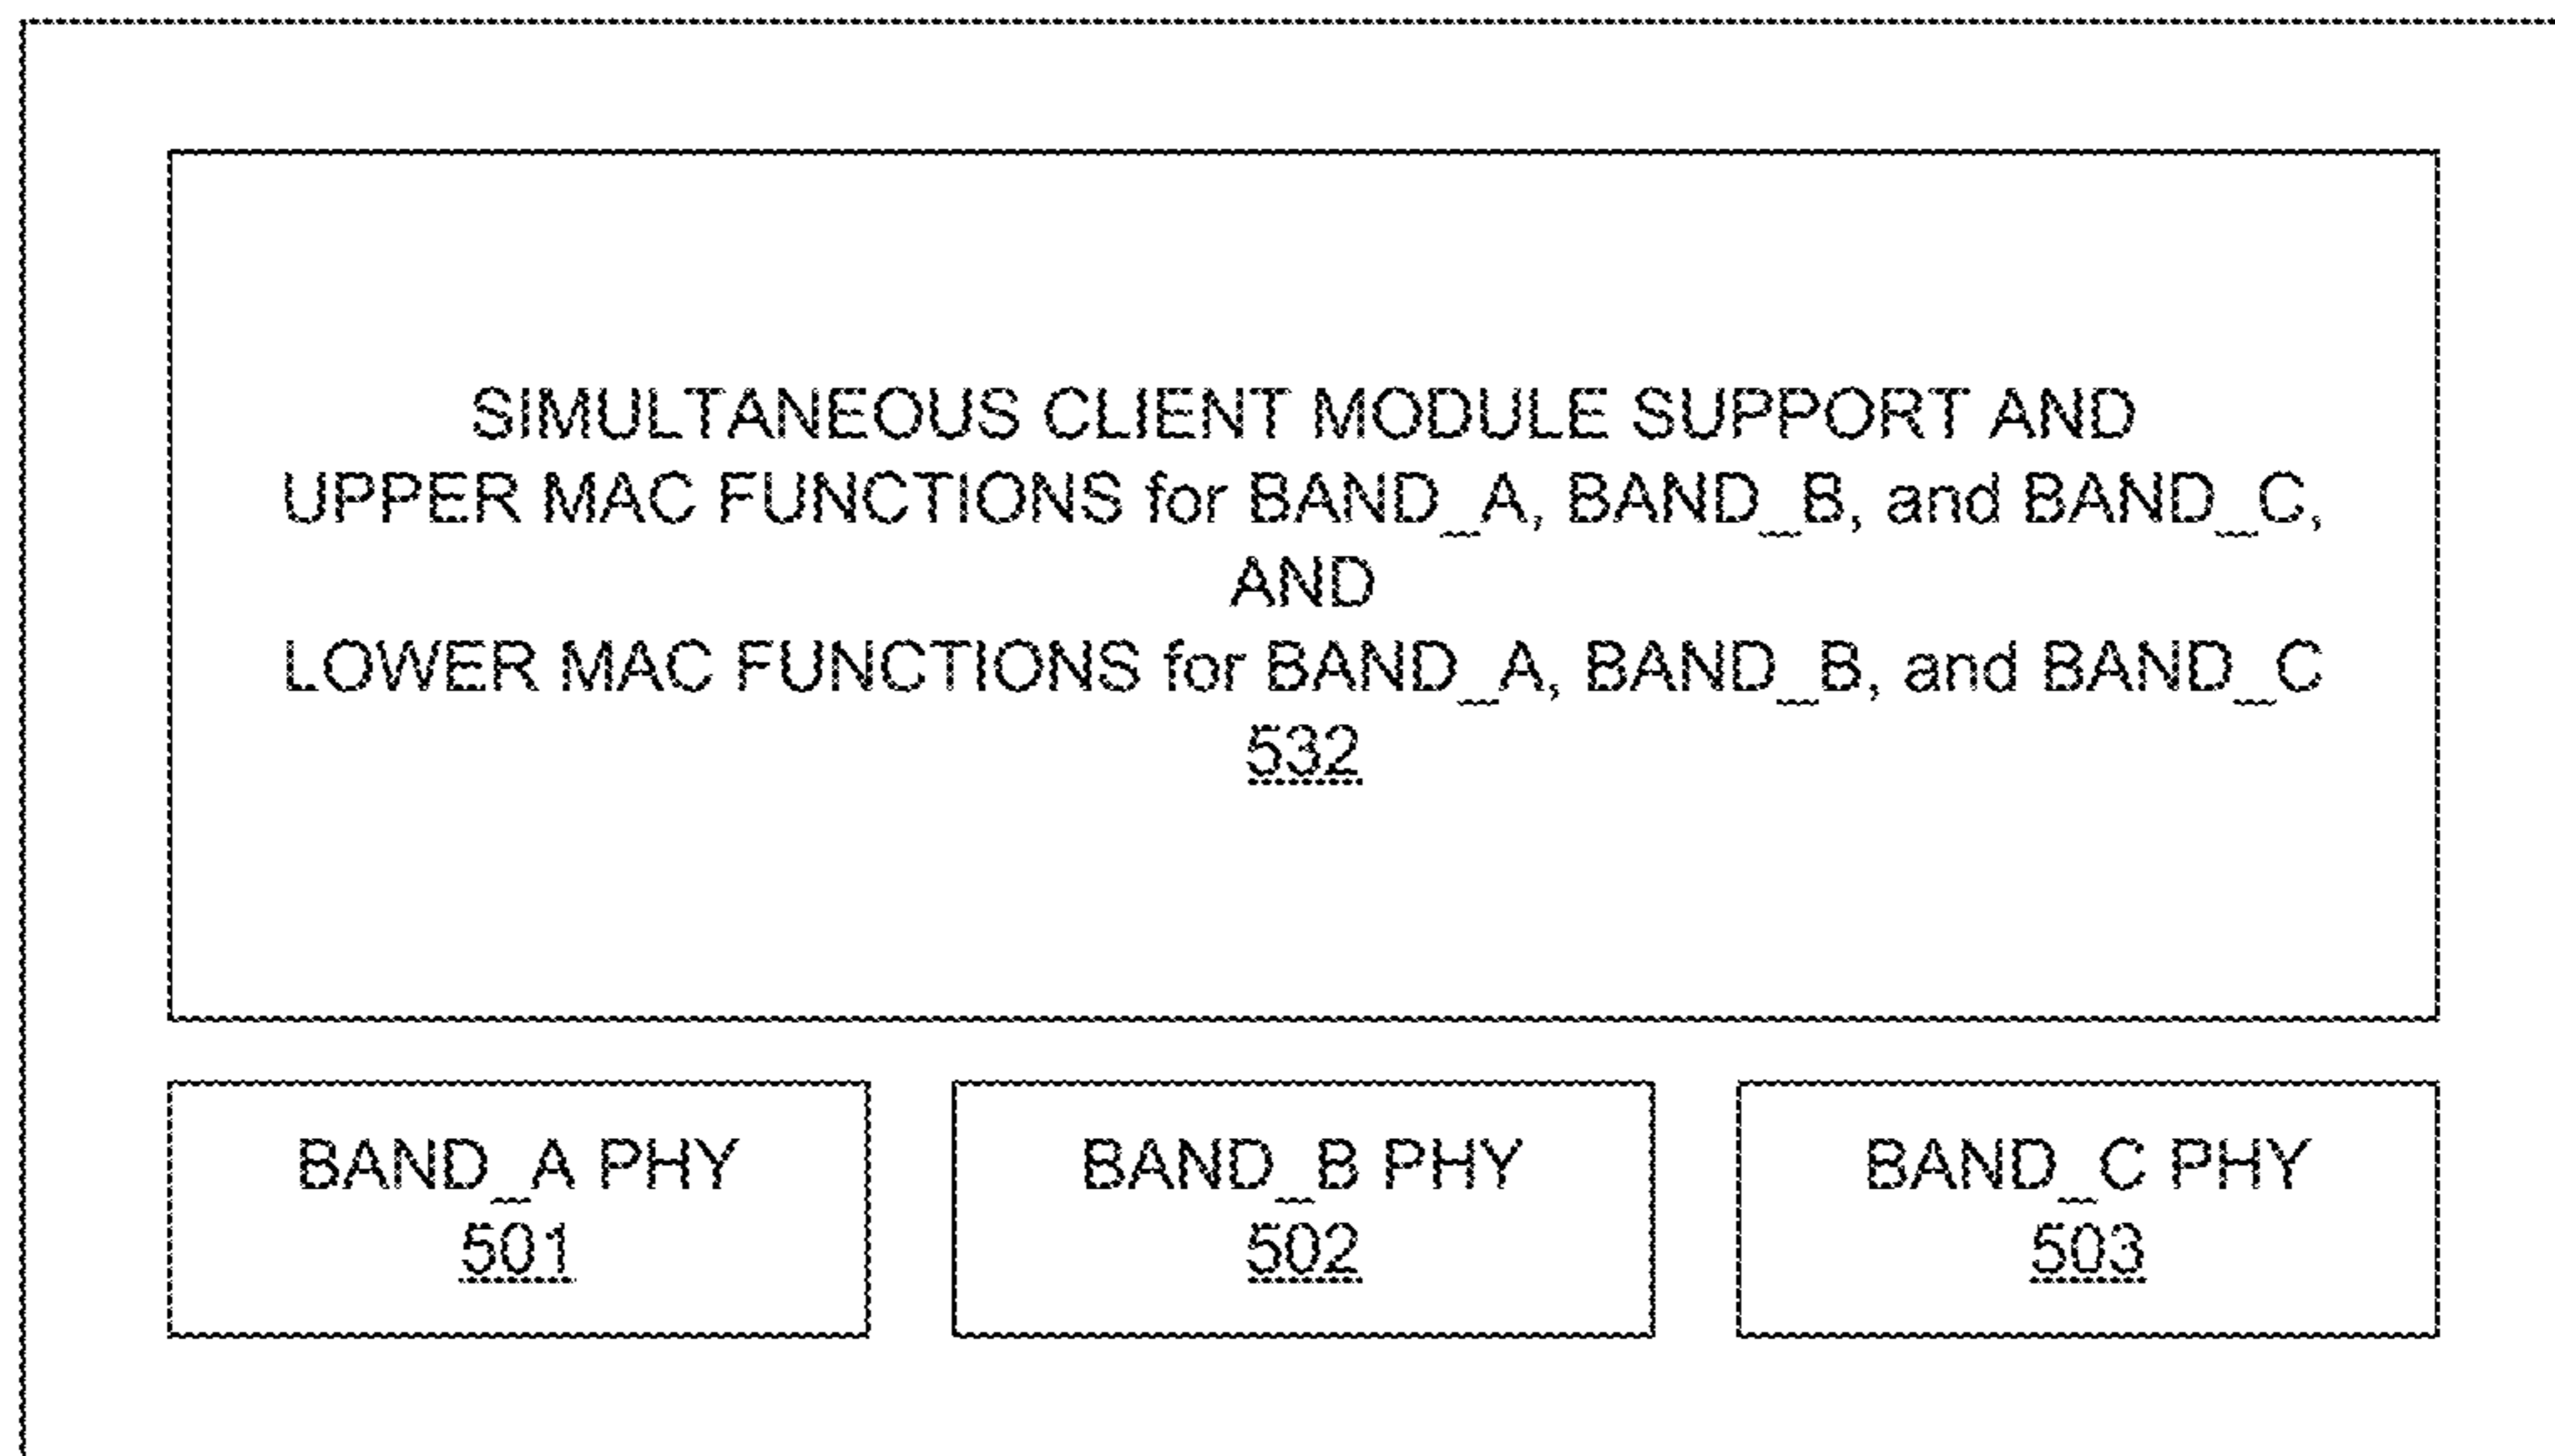 SIMULTANEOUS CLIENT MODULE SUPPORT AND
UPPER MAC FUNCTIONS for BAND_A, BAND_B, and BAND_C,
AND
LOWER MAC FUNCTIONS for BAND_A, BAND_B, and BAND_C
532
BAND_A PHY
501
BAND_B PHY
502
BAND_C PHY
503